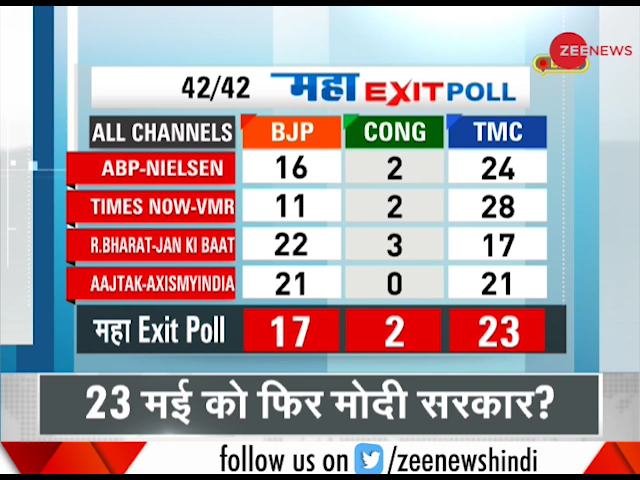 ZEE NEWS
42/42 महा EXIT POLL
ALL CHANNELS BJP CONG TMC
ABP-NIELSEN 16 2 24
TIMES NOW-VMR 11 2 28
R.BHARAT-JAN KI BAAT 22 3 17
AAJTAK-AXISMYINDIA 21 0 21
महा Exit Poll 17 2 23
23 मई को फिर मोदी सरकार?
follow us on /zeenewshindi